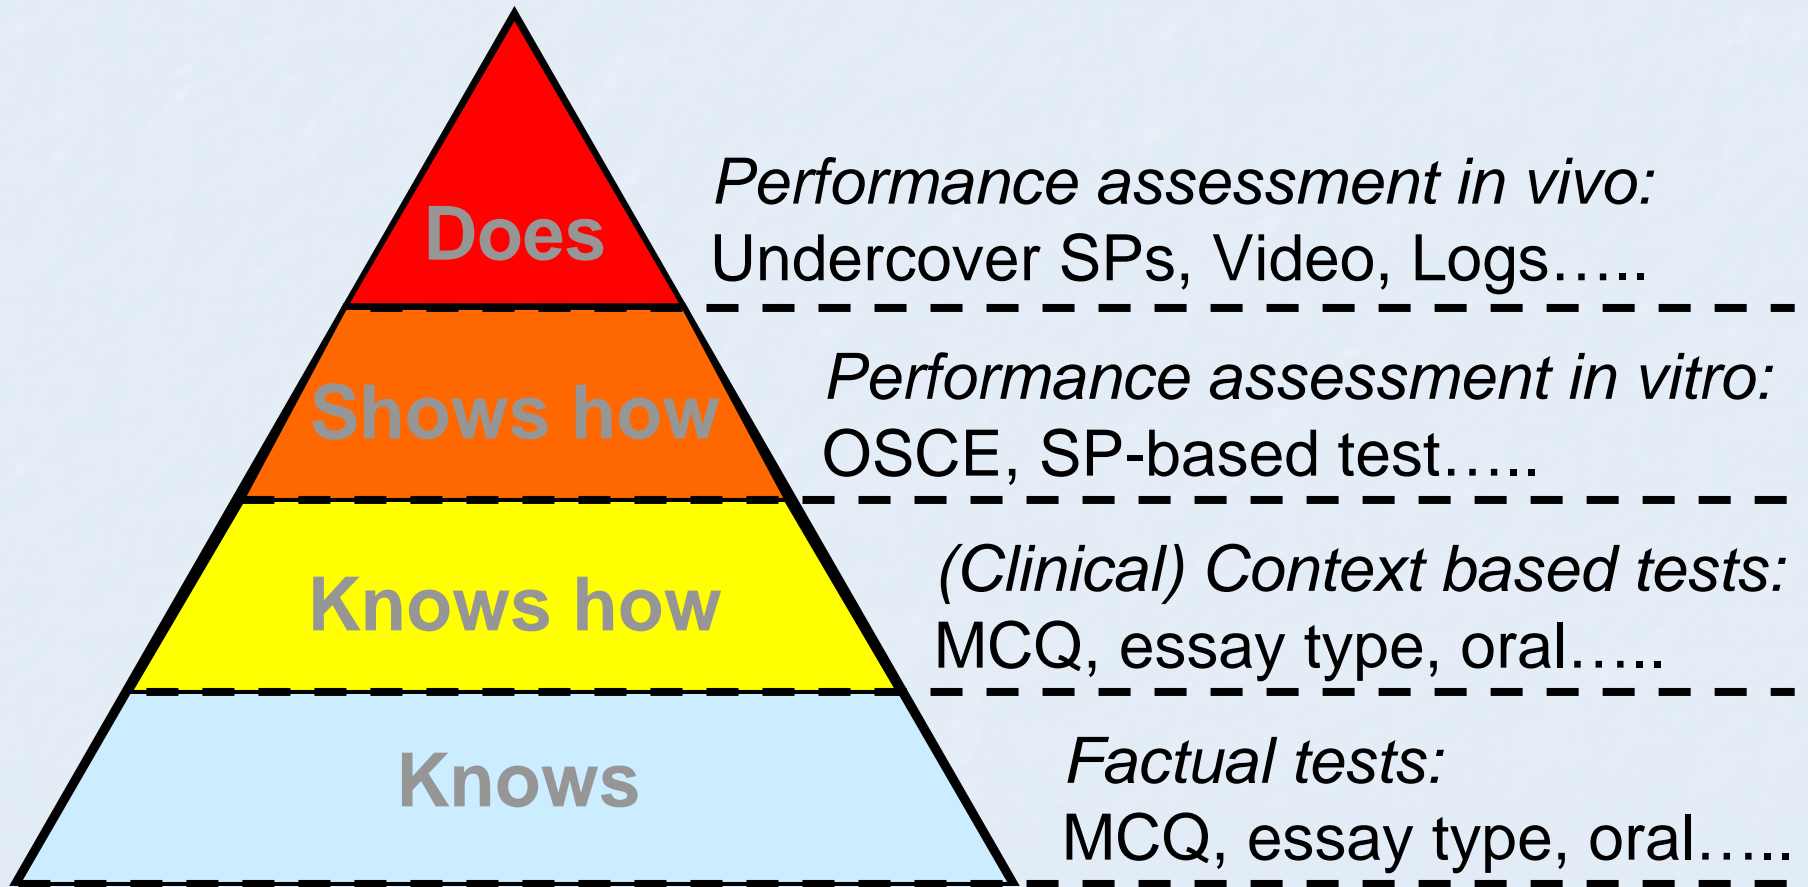 Does
Performance assessment in vivo:
Undercover SPs, Video, Logs…..
Shows how
Performance assessment in vitro:
OSCE, SP-based test…..
Knows how
(Clinical) Context based tests:
MCQ, essay type, oral…..
Knows
Factual tests:
MCQ, essay type, oral…..